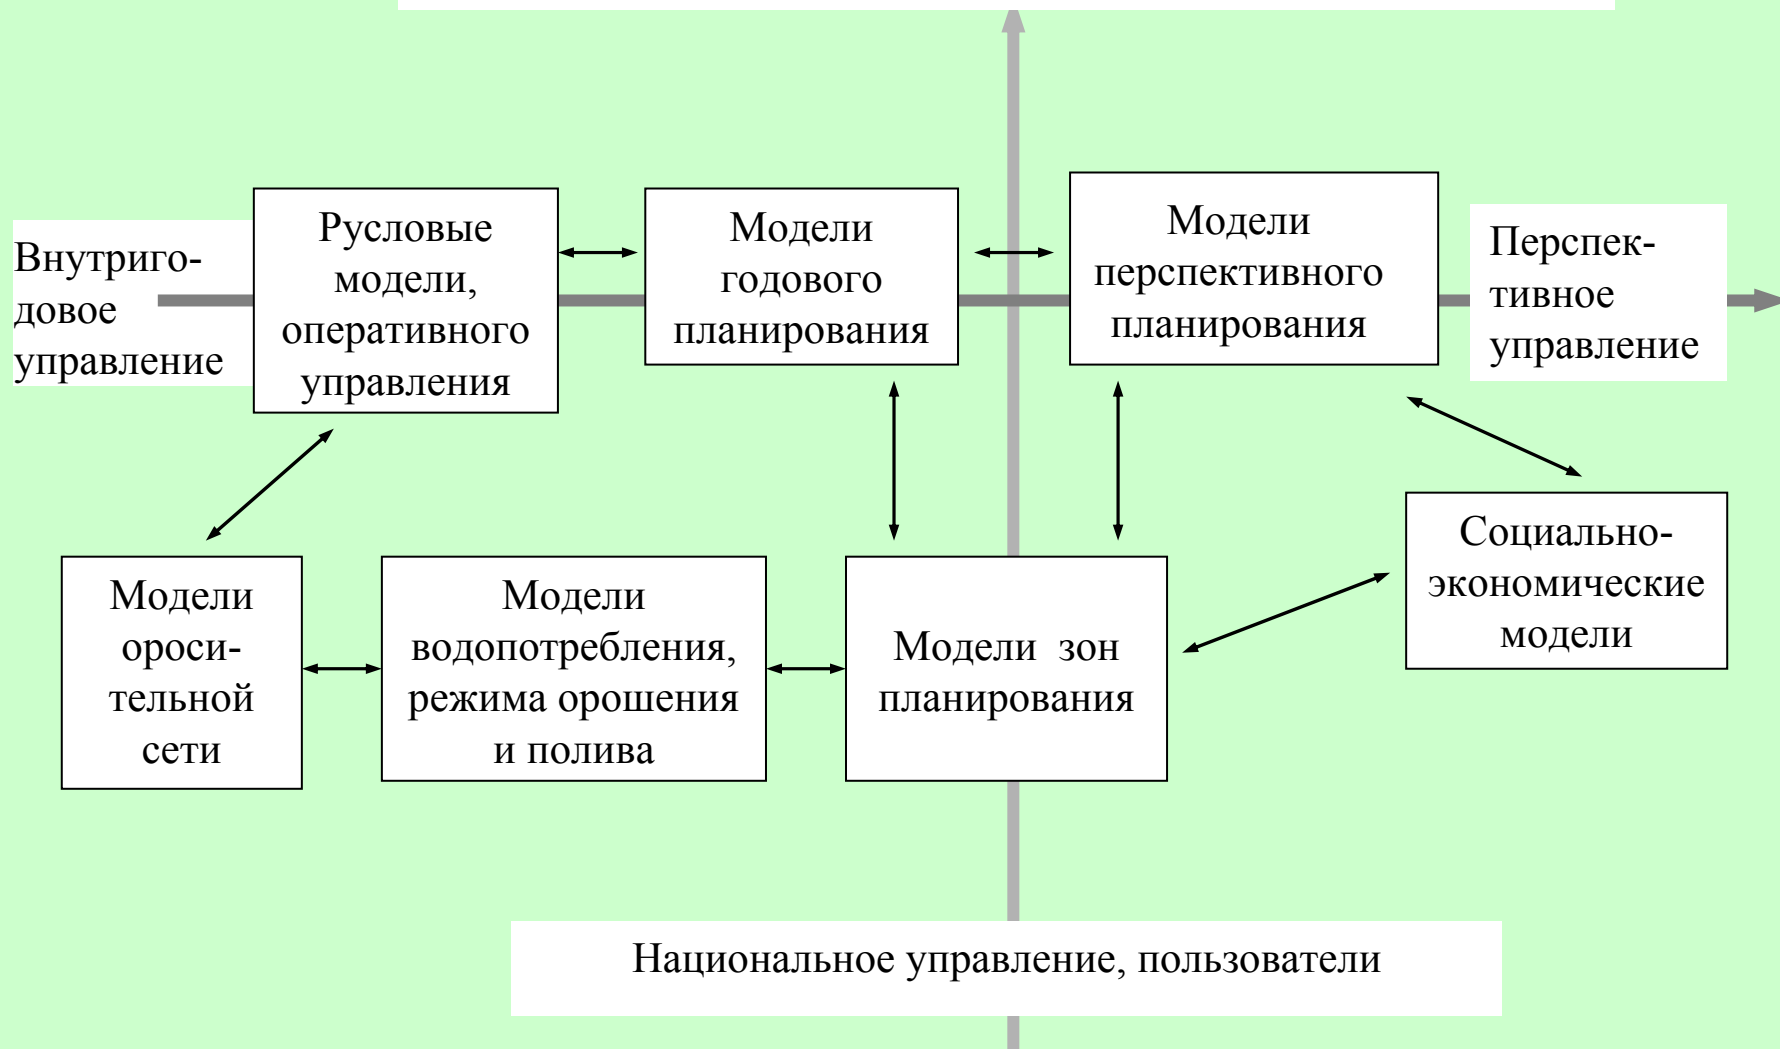 Внутриго-
довое
управление
Русловые
модели,
оперативного
управления
Модели
годового
планирования
Модели
перспективного
планирования
Перспек-
тивное
управление
Модели
ороси-
тельной
сети
Модели
водопотребления,
режима орошения
и полива
Модели зон
планирования
Социально-
экономические
модели
Национальное управление, пользователи